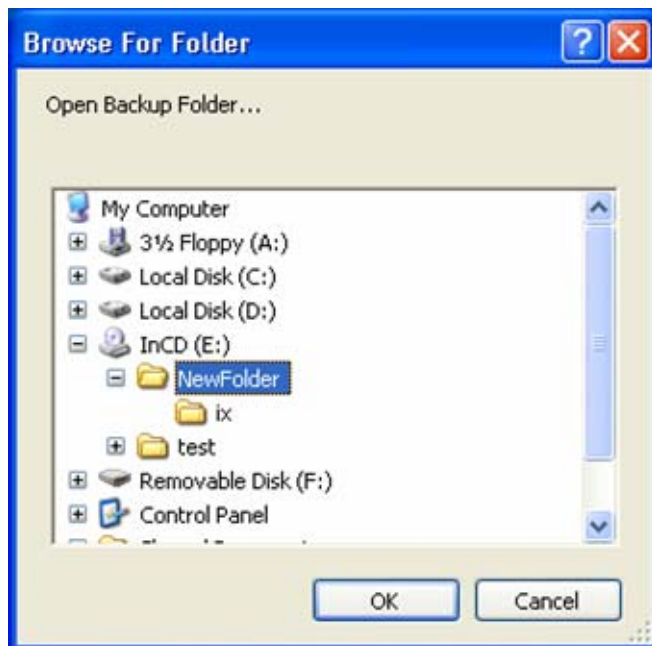 Browse For Folder
Open Backup Folder...
My Computer
3½ Floppy (A:)
Local Disk (C:)
Local Disk (D:)
InCD (E:)
NewFolder
ix
test
Removable Disk (F:)
Control Panel
OK Cancel